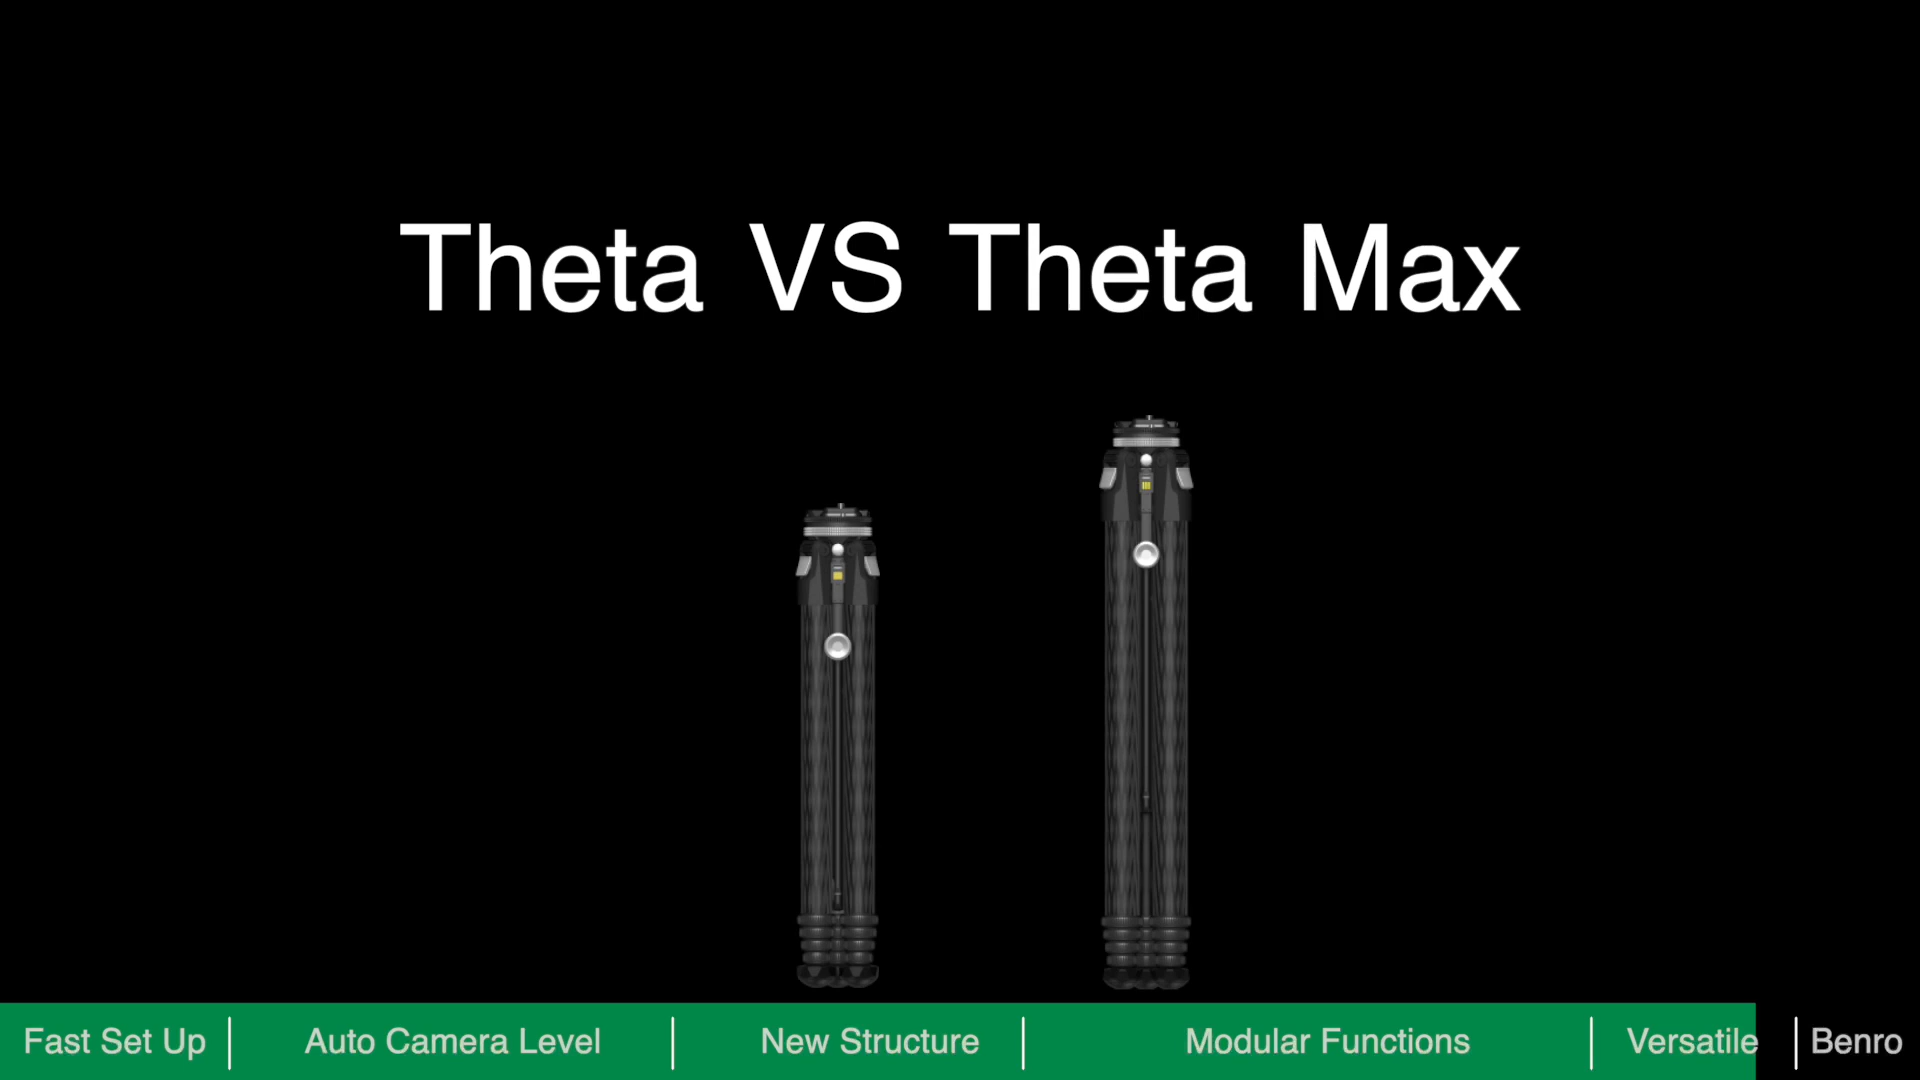 Theta VS Theta Max
Fast Set Up | Auto Camera Level | New Structure | Modular Functions | Versatile | Benro